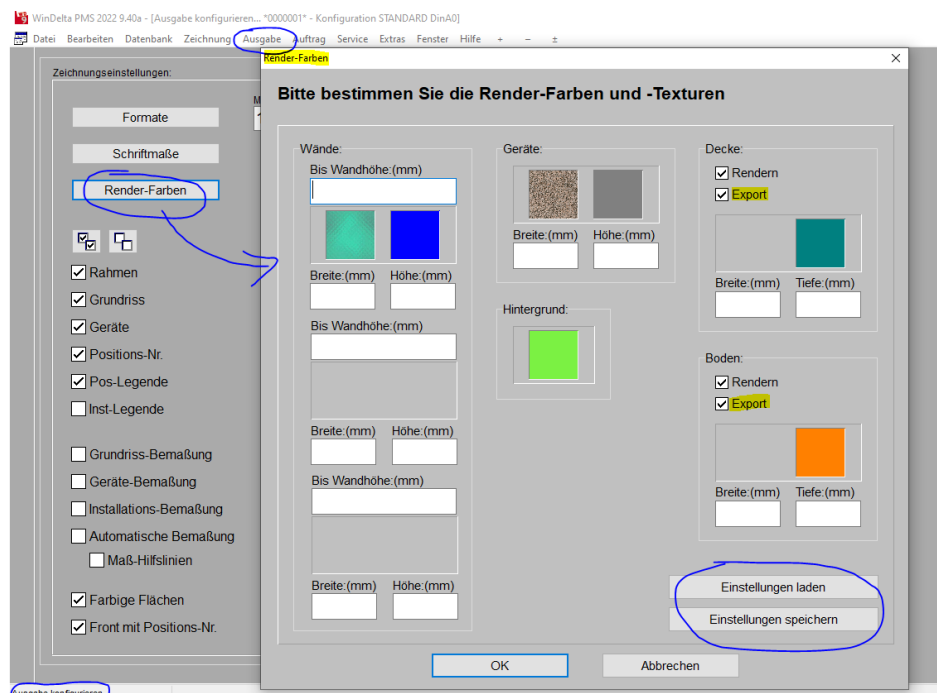 WinDelta PMS 2022 9.40a - [Ausgabe konfigurieren... *0000001* - Konfiguration STANDARD DinA0]
Datei Bearbeiten Datenbank Zeichnung Ausgabe Auftrag Service Extras Fenster Hilfe + - ±
Zeichnungseinstellungen:
Formate
Schriftmaße
Render-Farben
Rahmen
Grundriss
Geräte
Positions-Nr.
Pos-Legende
Inst-Legende
Grundriss-Bemaßung
Geräte-Bemaßung
Installations-Bemaßung
Automatische Bemaßung
Maß-Hilfslinien
Farbige Flächen
Front mit Positions-Nr.
Render-Farben
Bitte bestimmen Sie die Render-Farben und -Texturen
Wände:
Bis Wandhöhe:(mm)
Breite:(mm) Höhe:(mm)
Bis Wandhöhe:(mm)
Breite:(mm) Höhe:(mm)
Bis Wandhöhe:(mm)
Breite:(mm) Höhe:(mm)
Geräte:
Breite:(mm) Höhe:(mm)
Hintergrund:
Decke:
Rendern
Export
Breite:(mm) Tiefe:(mm)
Boden:
Rendern
Export
Breite:(mm) Tiefe:(mm)
Einstellungen laden
Einstellungen speichern
OK Abbrechen
Ausgabe konfigurieren